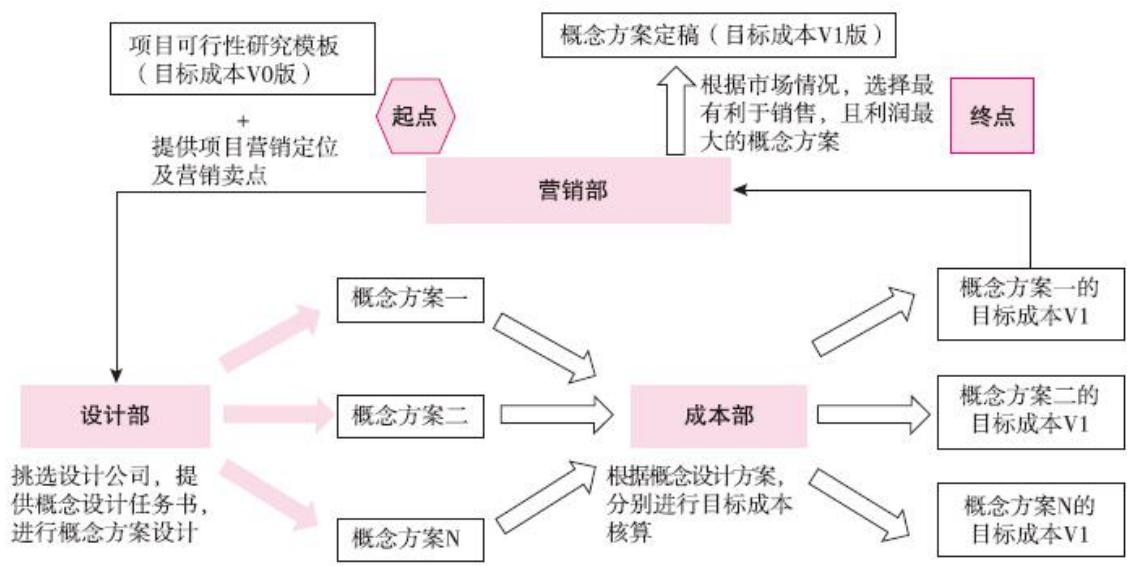 项目可行性研究模板
（目标成本V0版）
+
提供项目营销定位
及营销卖点
起点
概念方案定稿（目标成本V1版）
根据市场情况，选择最
有利于销售，且利润最
大的概念方案
终点
营销部
设计部
挑选设计公司，提
供概念设计任务书，
进行概念方案设计
概念方案一
概念方案二
概念方案N
成本部
根据概念设计方案，
分别进行目标成本
核算
概念方案一的
目标成本V1
概念方案二的
目标成本V1
概念方案N的
目标成本V1